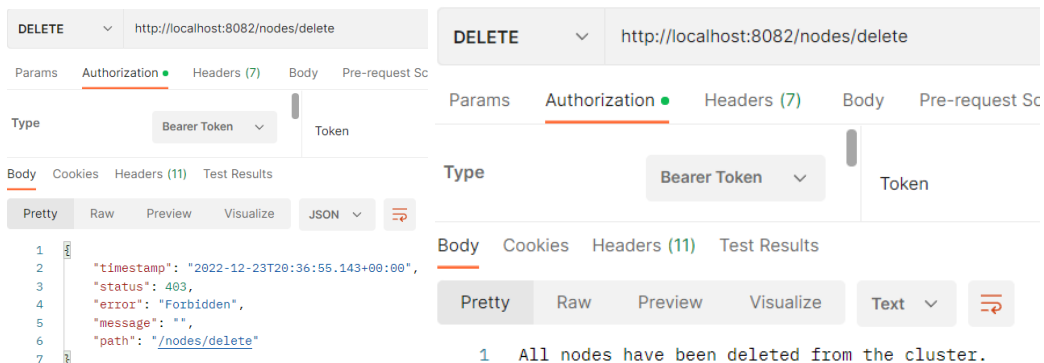 DELETE http://localhost:8082/nodes/delete
Params Authorization Headers (7) Body Pre-request Sc
Type Bearer Token Token
Body Cookies Headers (11) Test Results
Pretty Raw Preview Visualize JSON
1 {
2 "timestamp": "2022-12-23T20:36:55.143+00:00",
3 "status": 403,
4 "error": "Forbidden",
5 "message": "",
6 "path": "/nodes/delete"
7 }
DELETE http://localhost:8082/nodes/delete
Params Authorization Headers (7) Body Pre-request Sc
Type Bearer Token Token
Body Cookies Headers (11) Test Results
Pretty Raw Preview Visualize Text
1 All nodes have been deleted from the cluster.